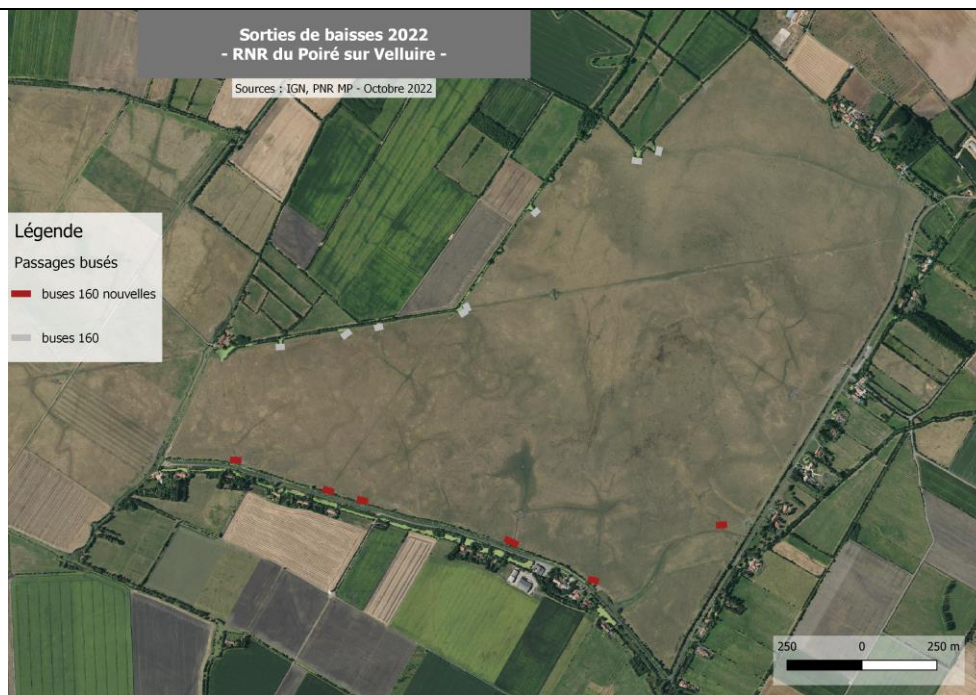 Sorties de baisses 2022
- RNR du Poiré sur Velluire -
Sources : IGN, PNR MP - Octobre 2022
Légende
Passages busés
buses 160 nouvelles
buses 160
250 0 250 m